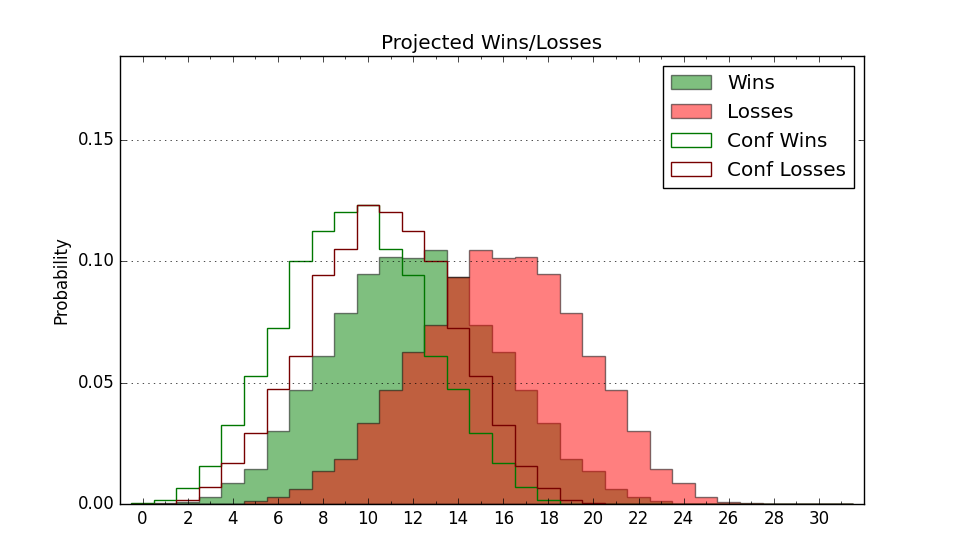 Projected Wins/Losses
Wins
Losses
Conf Wins
Conf Losses
Probability
0.15
0.10
0.05
0.00
0 2 4 6 8 10 12 14 16 18 20 22 24 26 28 30